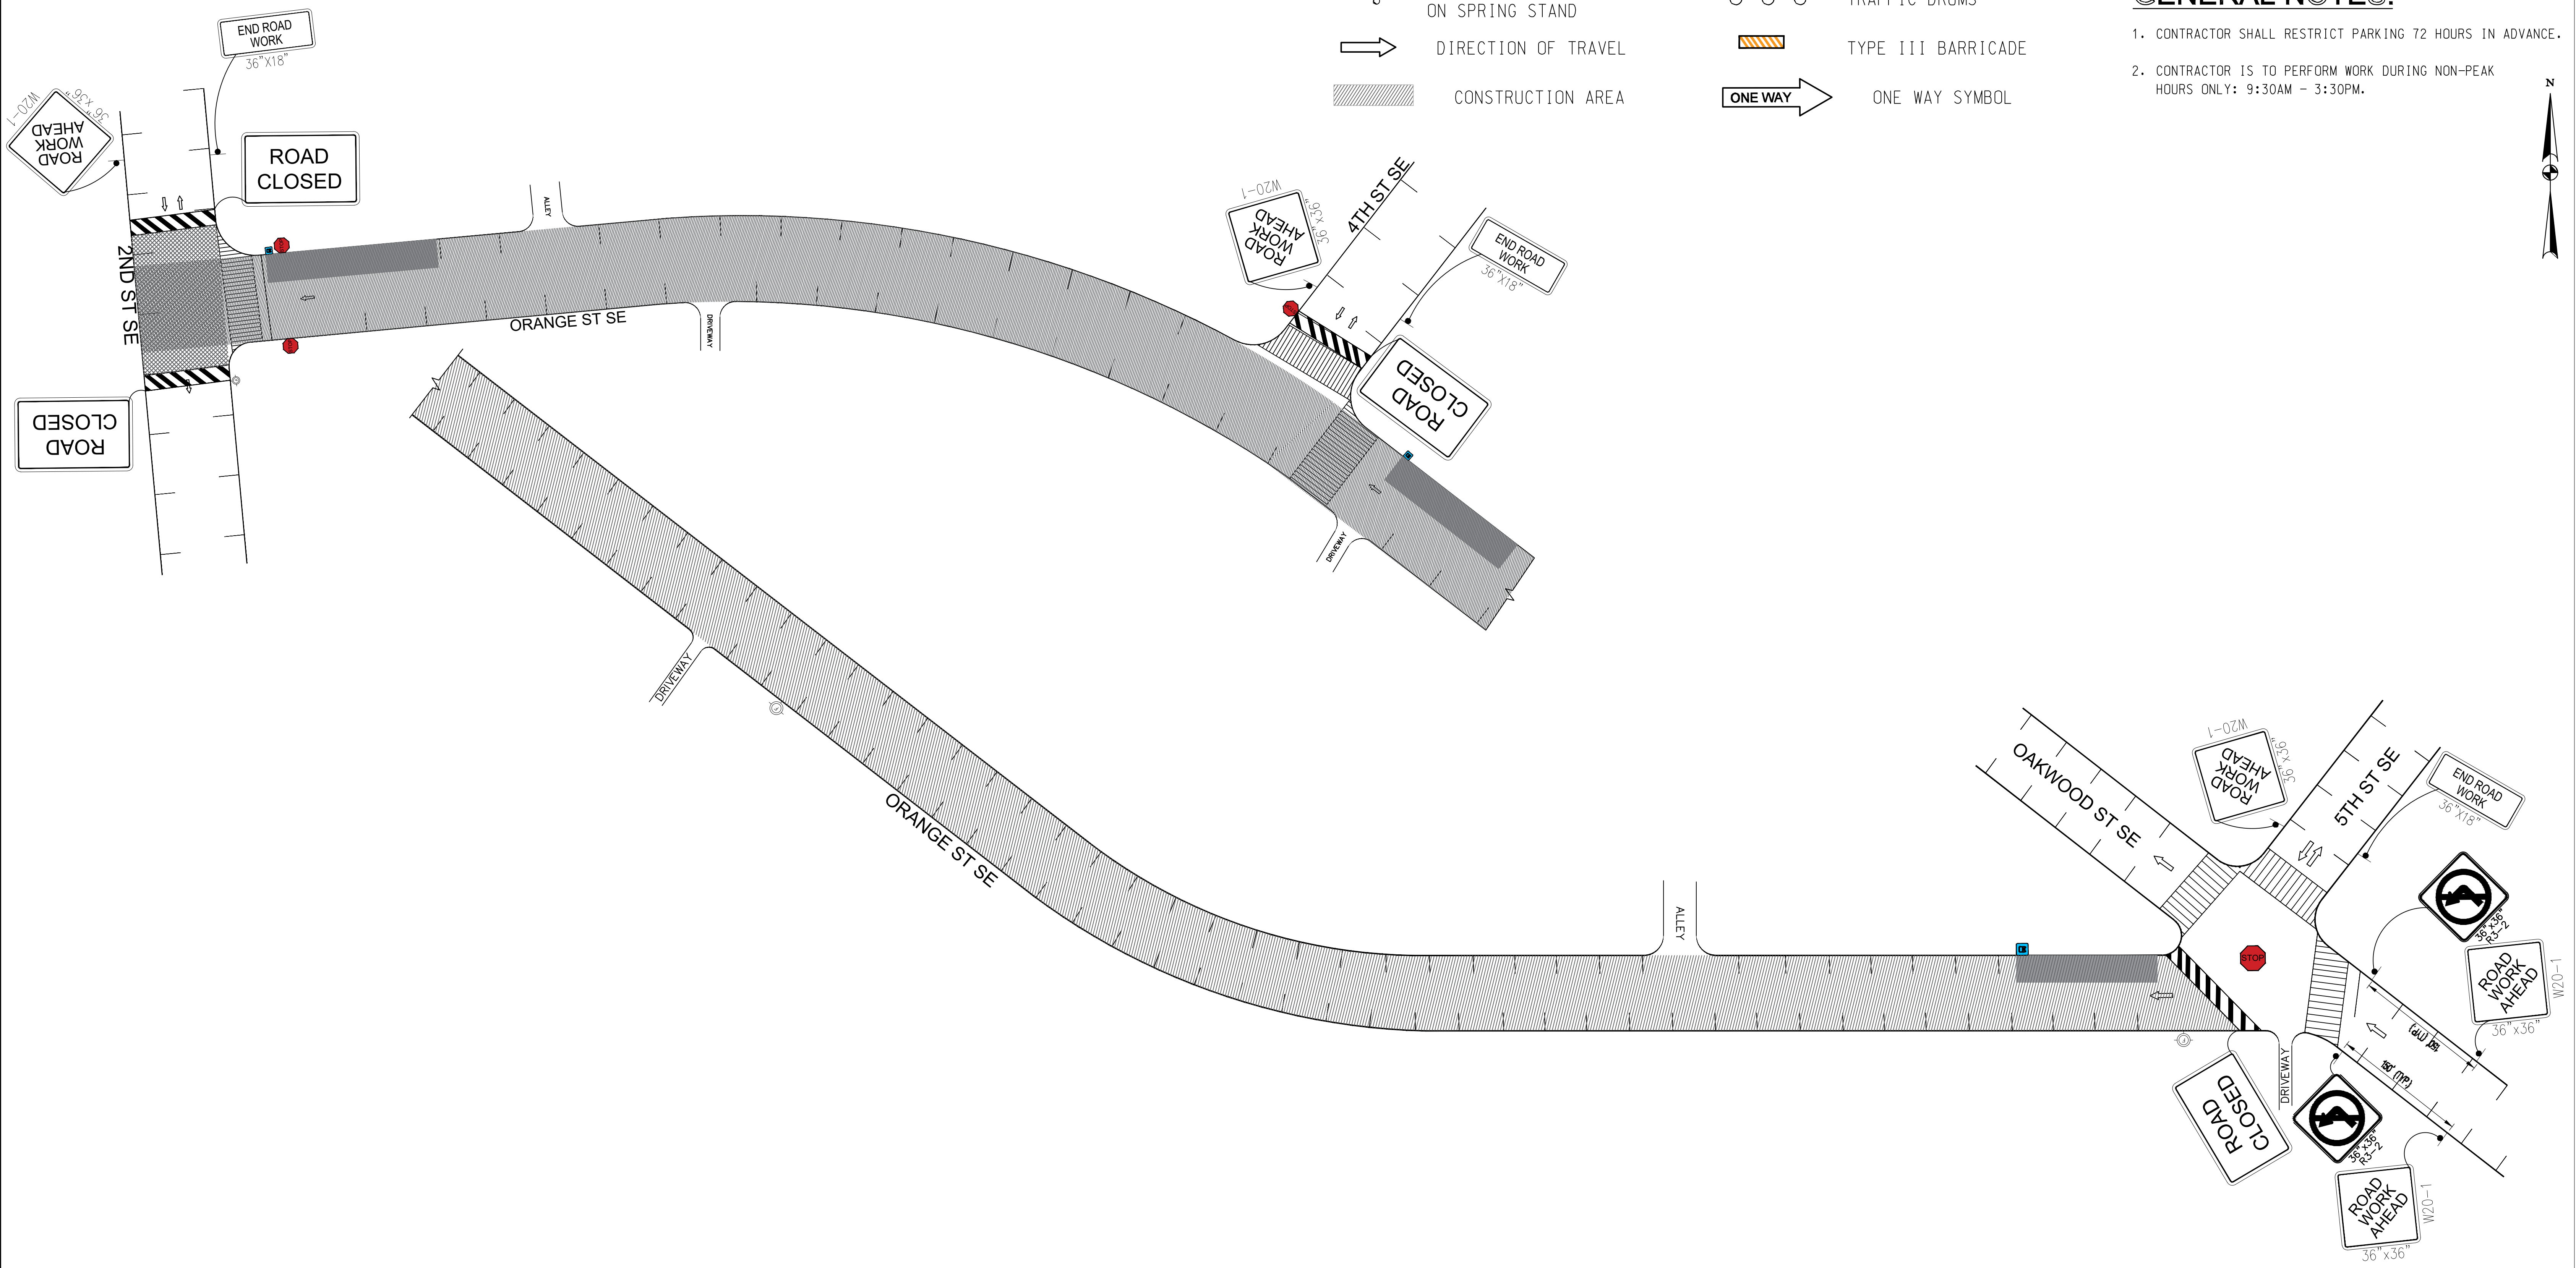 ON SPRING STAND
TRAFFIC DRUMS
GENERAL NOTES:
DIRECTION OF TRAVEL
TYPE III BARRICADE
CONSTRUCTION AREA
ONE WAY
ONE WAY SYMBOL
1. CONTRACTOR SHALL RESTRICT PARKING 72 HOURS IN ADVANCE.
2. CONTRACTOR IS TO PERFORM WORK DURING NON-PEAK
HOURS ONLY: 9:30AM - 3:30PM.
N
END ROAD
WORK
36"X18"
W20-1
36"x36"
ROAD
WORK
AHEAD
ROAD
CLOSED
2ND ST SE
ROAD
CLOSED
ALLEY
ORANGE ST SE
DRIVEWAY
W20-1
36"x36"
ROAD
WORK
AHEAD
4TH ST SE
END ROAD
WORK
36"X18"
ROAD
CLOSED
DRIVEWAY
DRIVEWAY
ORANGE ST SE
ALLEY
OAKWOOD ST SE
W20-1
36"x36"
ROAD
WORK
AHEAD
5TH ST SE
END ROAD
WORK
36"X18"
36"x36"
R3-2
STOP
ROAD
WORK
AHEAD
W20-1
36"x36"
150' (TYP.)
150' (TYP.)
DRIVEWAY
ROAD
CLOSED
36"x36"
R3-2
ROAD
WORK
AHEAD
W20-1
36"x36"